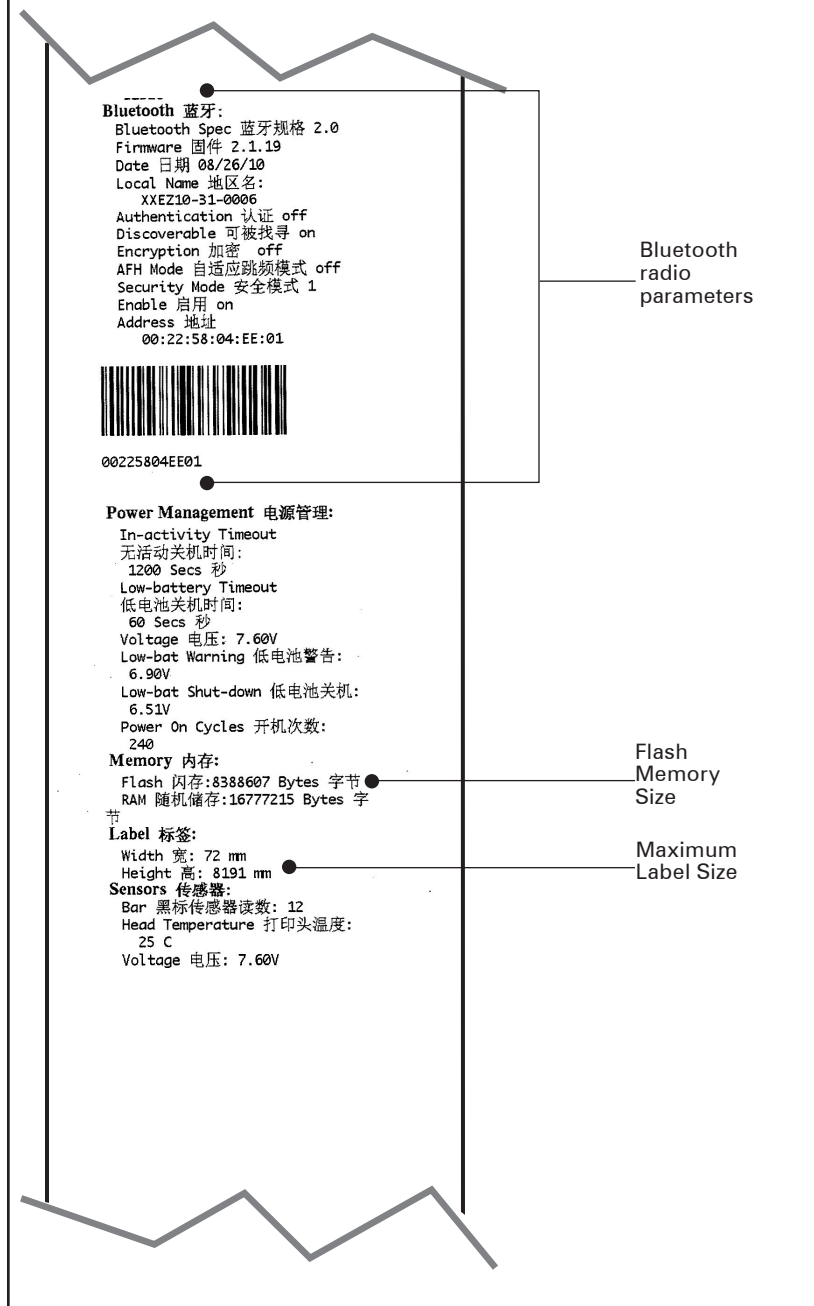 Bluetooth 蓝牙:
Bluetooth Spec 蓝牙规格 2.0
Firmware 固件 2.1.19
Date 日期 08/26/10
Local Name 地区名:
XXEZ10-31-0006
Authentication 认证 off
Discoverable 可被找寻 on
Encryption 加密 off
AFH Mode 自适应跳频模式 off
Security Mode 安全模式 1
Enable 启用 on
Address 地址
00:22:58:04:EE:01
00225804EE01
Bluetooth
radio
parameters
Power Management 电源管理:
In-activity Timeout
无活动关机时间:
1200 Secs 秒
Low-battery Timeout
低电池关机时间:
60 Secs 秒
Voltage 电压: 7.60V
Low-bat Warning 低电池警告:
6.90V
Low-bat Shut-down 低电池关机:
6.51V
Power On Cycles 开机次数:
240
Memory 内存:
Flash 闪存:8388607 Bytes 字节
RAM 随机储存:16777215 Bytes 字
节
Flash
Memory
Size
Label 标签:
Width 宽: 72 mm
Height 高: 8191 mm
Maximum
Label Size
Sensors 传感器:
Bar 黑标传感器读数: 12
Head Temperature 打印头温度:
25 C
Voltage 电压: 7.60V